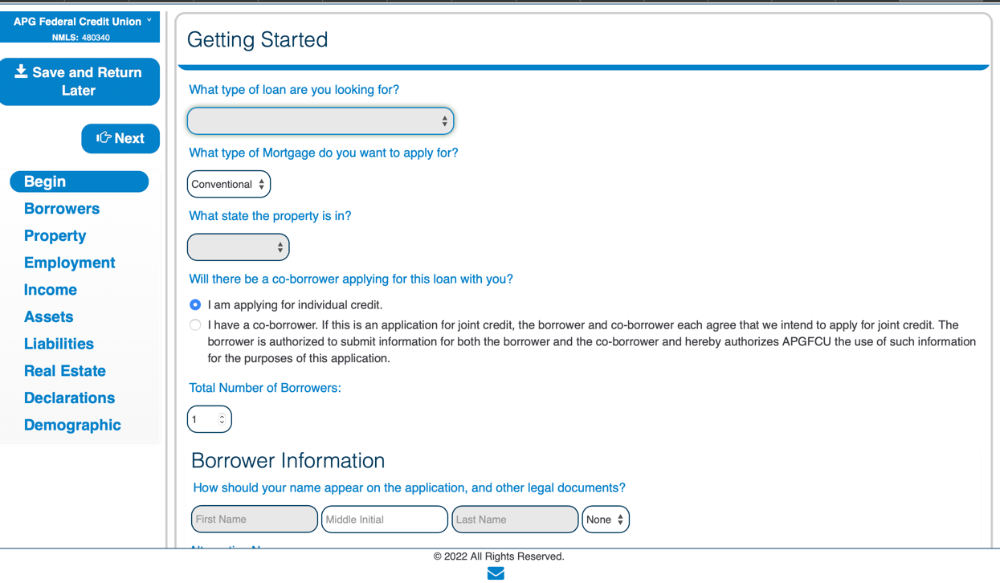 APG Federal Credit Union
NMLS: 480340
Save and Return
Later
Next
Begin
Borrowers
Property
Employment
Income
Assets
Liabilities
Real Estate
Declarations
Demographic
Getting Started
What type of loan are you looking for?
What type of Mortgage do you want to apply for?
Conventional
What state the property is in?
Will there be a co-borrower applying for this loan with you?
I am applying for individual credit.
I have a co-borrower. If this is an application for joint credit, the borrower and co-borrower each agree that we intend to apply for joint credit. The
borrower is authorized to submit information for both the borrower and the co-borrower and hereby authorizes APGFCU the use of such information
for the purposes of this application.
Total Number of Borrowers:
1
Borrower Information
How should your name appear on the application, and other legal documents?
First Name Middle Initial Last Name None
© 2022 All Rights Reserved.